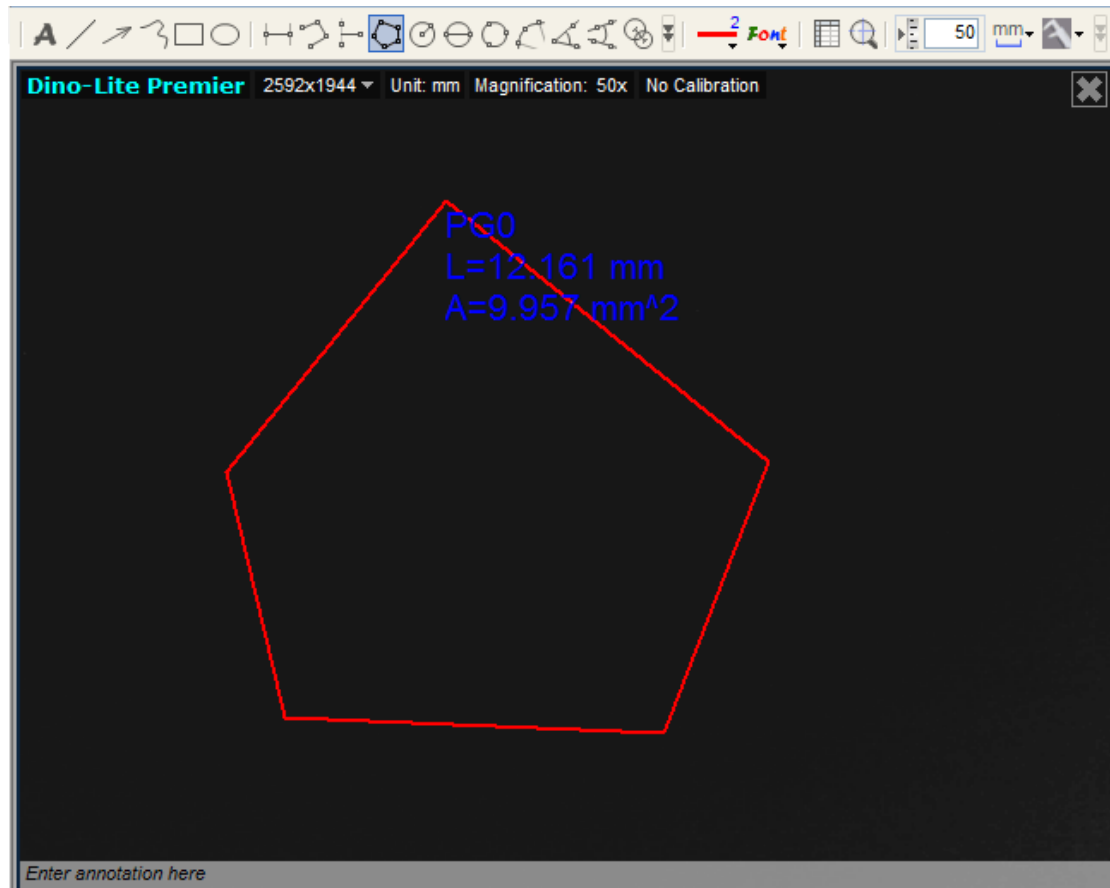 A 2 Font 50 mm
Dino-Lite Premier 2592x1944 Unit: mm Magnification: 50x No Calibration
PG0
L=12.161 mm
A=9.957 mm^2
Enter annotation here